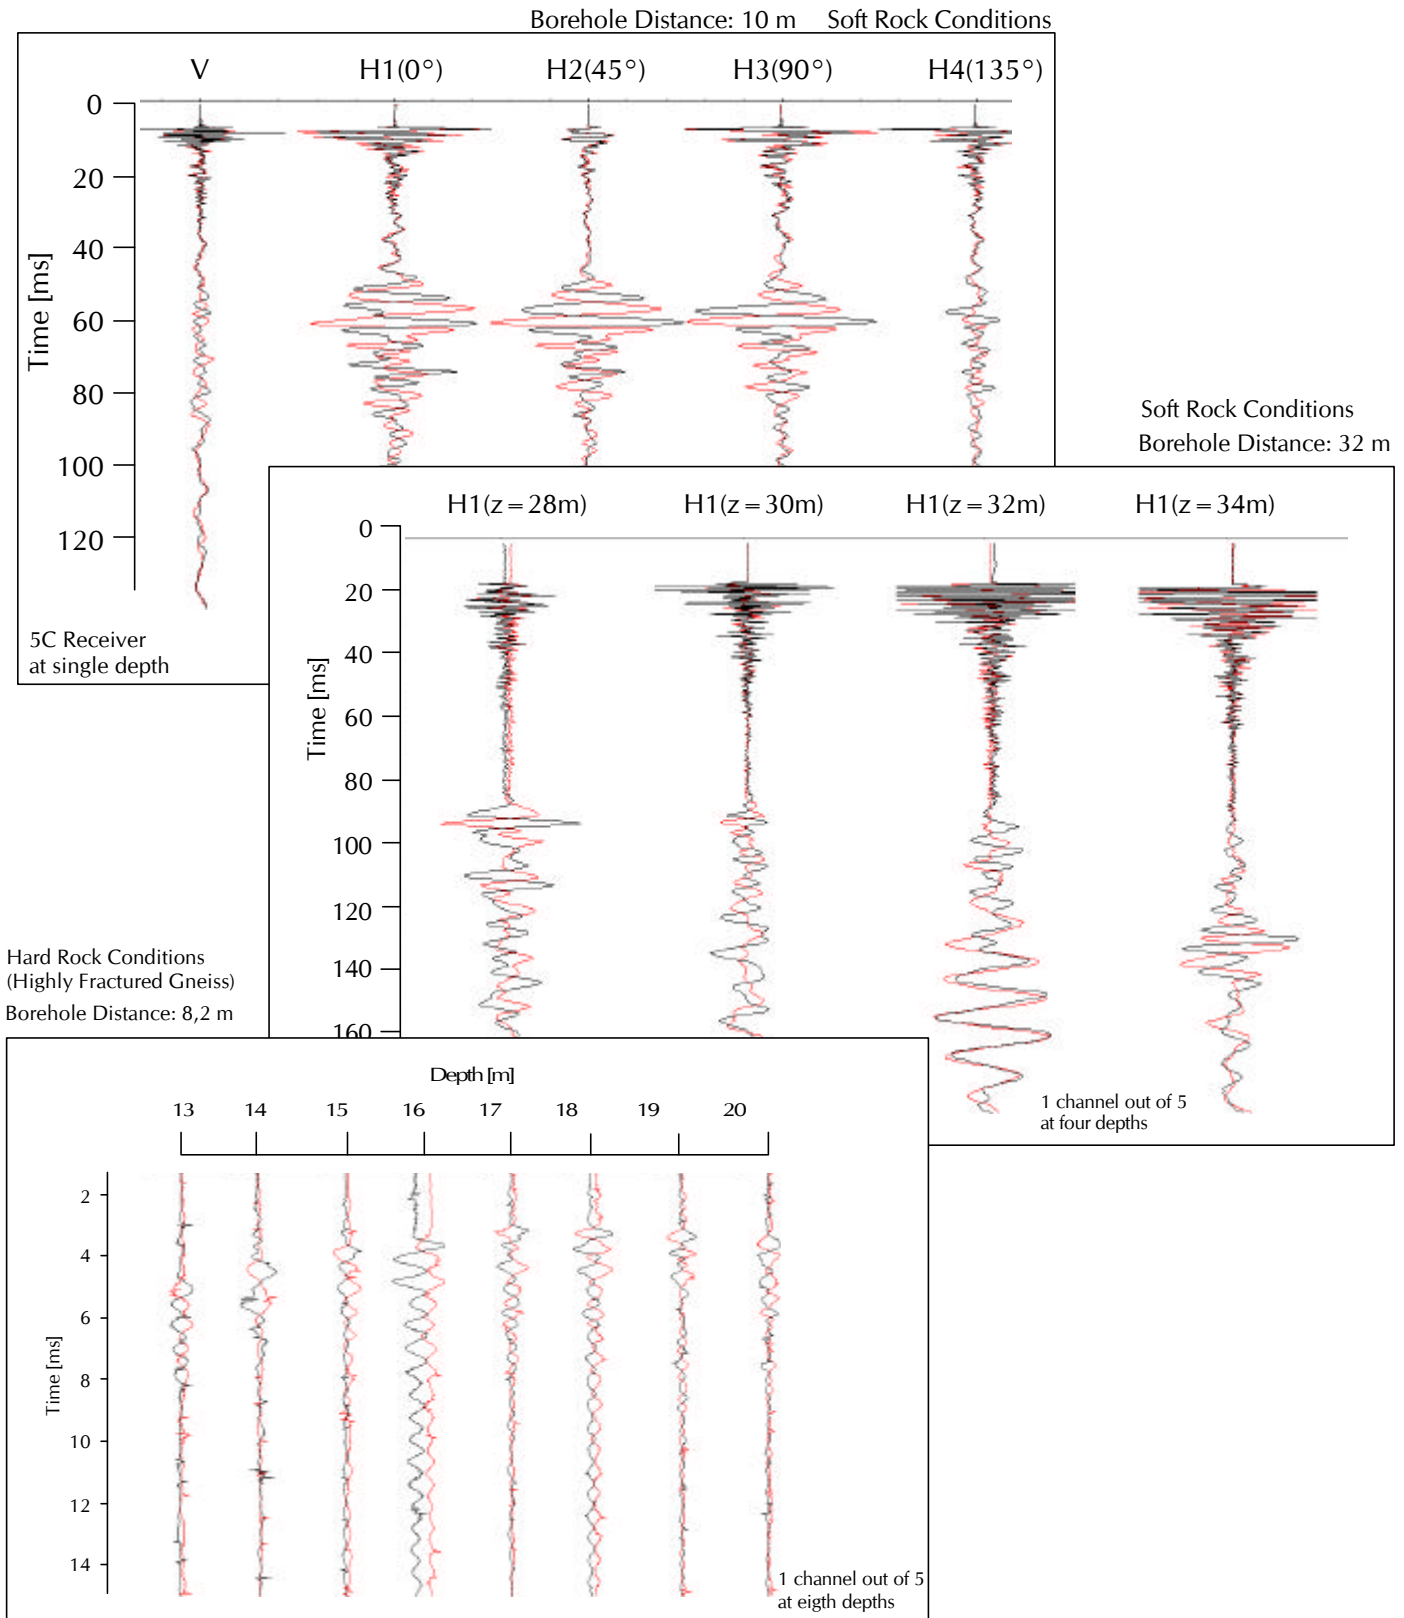 Borehole Distance: 10 m Soft Rock Conditions
V H1(0°) H2(45°) H3(90°) H4(135°)
0
20
40
60
80
100
120
Time [ms]
5C Receiver
at single depth
Soft Rock Conditions
Borehole Distance: 32 m
H1(z=28m) H1(z=30m) H1(z=32m) H1(z=34m)
0
20
40
60
80
100
120
140
160
Time [ms]
1 channel out of 5
at four depths
Hard Rock Conditions
(Highly Fractured Gneiss)
Borehole Distance: 8,2 m
Depth [m]
13 14 15 16 17 18 19 20
2
4
6
8
10
12
14
Time [ms]
1 channel out of 5
at eigth depths